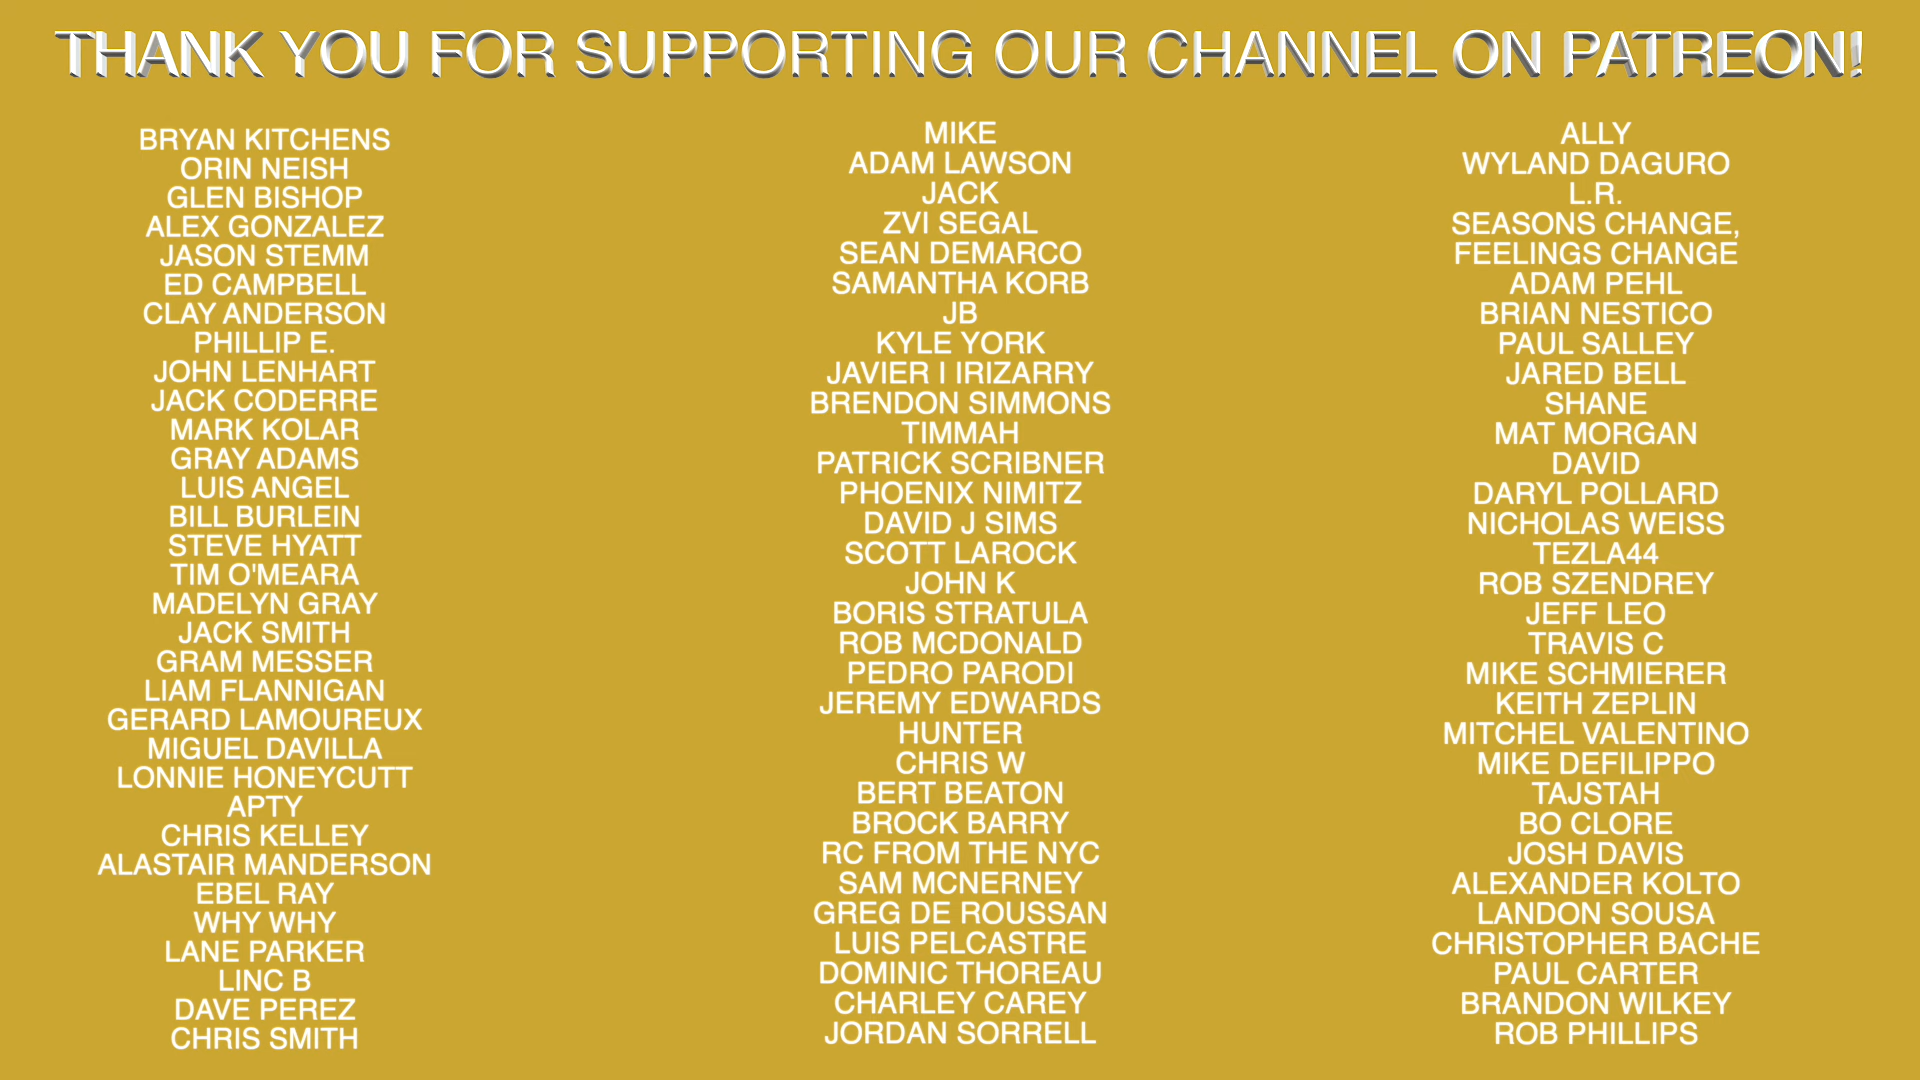 THANK YOU FOR SUPPORTING OUR CHANNEL ON PATREON!
BRYAN KITCHENS
ORIN NEISH
GLEN BISHOP
ALEX GONZALEZ
JASON STEMM
ED CAMPBELL
CLAY ANDERSON
PHILLIP E.
JOHN LENHART
JACK CODERRE
MARK KOLAR
GRAY ADAMS
LUIS ANGEL
BILL BURLEIN
STEVE HYATT
TIM O'MEARA
MADELYN GRAY
JACK SMITH
GRAM MESSER
LIAM FLANNIGAN
GERARD LAMOUREUX
MIGUEL DAVILLA
LONNIE HONEYCUTT
APTY
CHRIS KELLEY
ALASTAIR MANDERSON
EBEL RAY
WHY WHY
LANE PARKER
LINC B
DAVE PEREZ
CHRIS SMITH
MIKE
ADAM LAWSON
JACK
ZVI SEGAL
SEAN DEMARCO
SAMANTHA KORB
JB
KYLE YORK
JAVIER I IRIZARRY
BRENDON SIMMONS
TIMMAH
PATRICK SCRIBNER
PHOENIX NIMITZ
DAVID J SIMS
SCOTT LAROCK
JOHN K
BORIS STRATULA
ROB MCDONALD
PEDRO PARODI
JEREMY EDWARDS
HUNTER
CHRIS W
BERT BEATON
BROCK BARRY
RC FROM THE NYC
SAM MCNERNEY
GREG DE ROUSSAN
LUIS PELCASTRE
DOMINIC THOREAU
CHARLEY CAREY
JORDAN SORRELL
ALLY
WYLAND DAGURO
L.R.
SEASONS CHANGE,
FEELINGS CHANGE
ADAM PEHL
BRIAN NESTICO
PAUL SALLEY
JARED BELL
SHANE
MAT MORGAN
DAVID
DARYL POLLARD
NICHOLAS WEISS
TEZLA44
ROB SZENDREY
JEFF LEO
TRAVIS C
MIKE SCHMIERER
KEITH ZEPLIN
MITCHEL VALENTINO
MIKE DEFILIPPO
TAJSTAH
BO CLORE
JOSH DAVIS
ALEXANDER KOLTO
LANDON SOUSA
CHRISTOPHER BACHE
PAUL CARTER
BRANDON WILKEY
ROB PHILLIPS